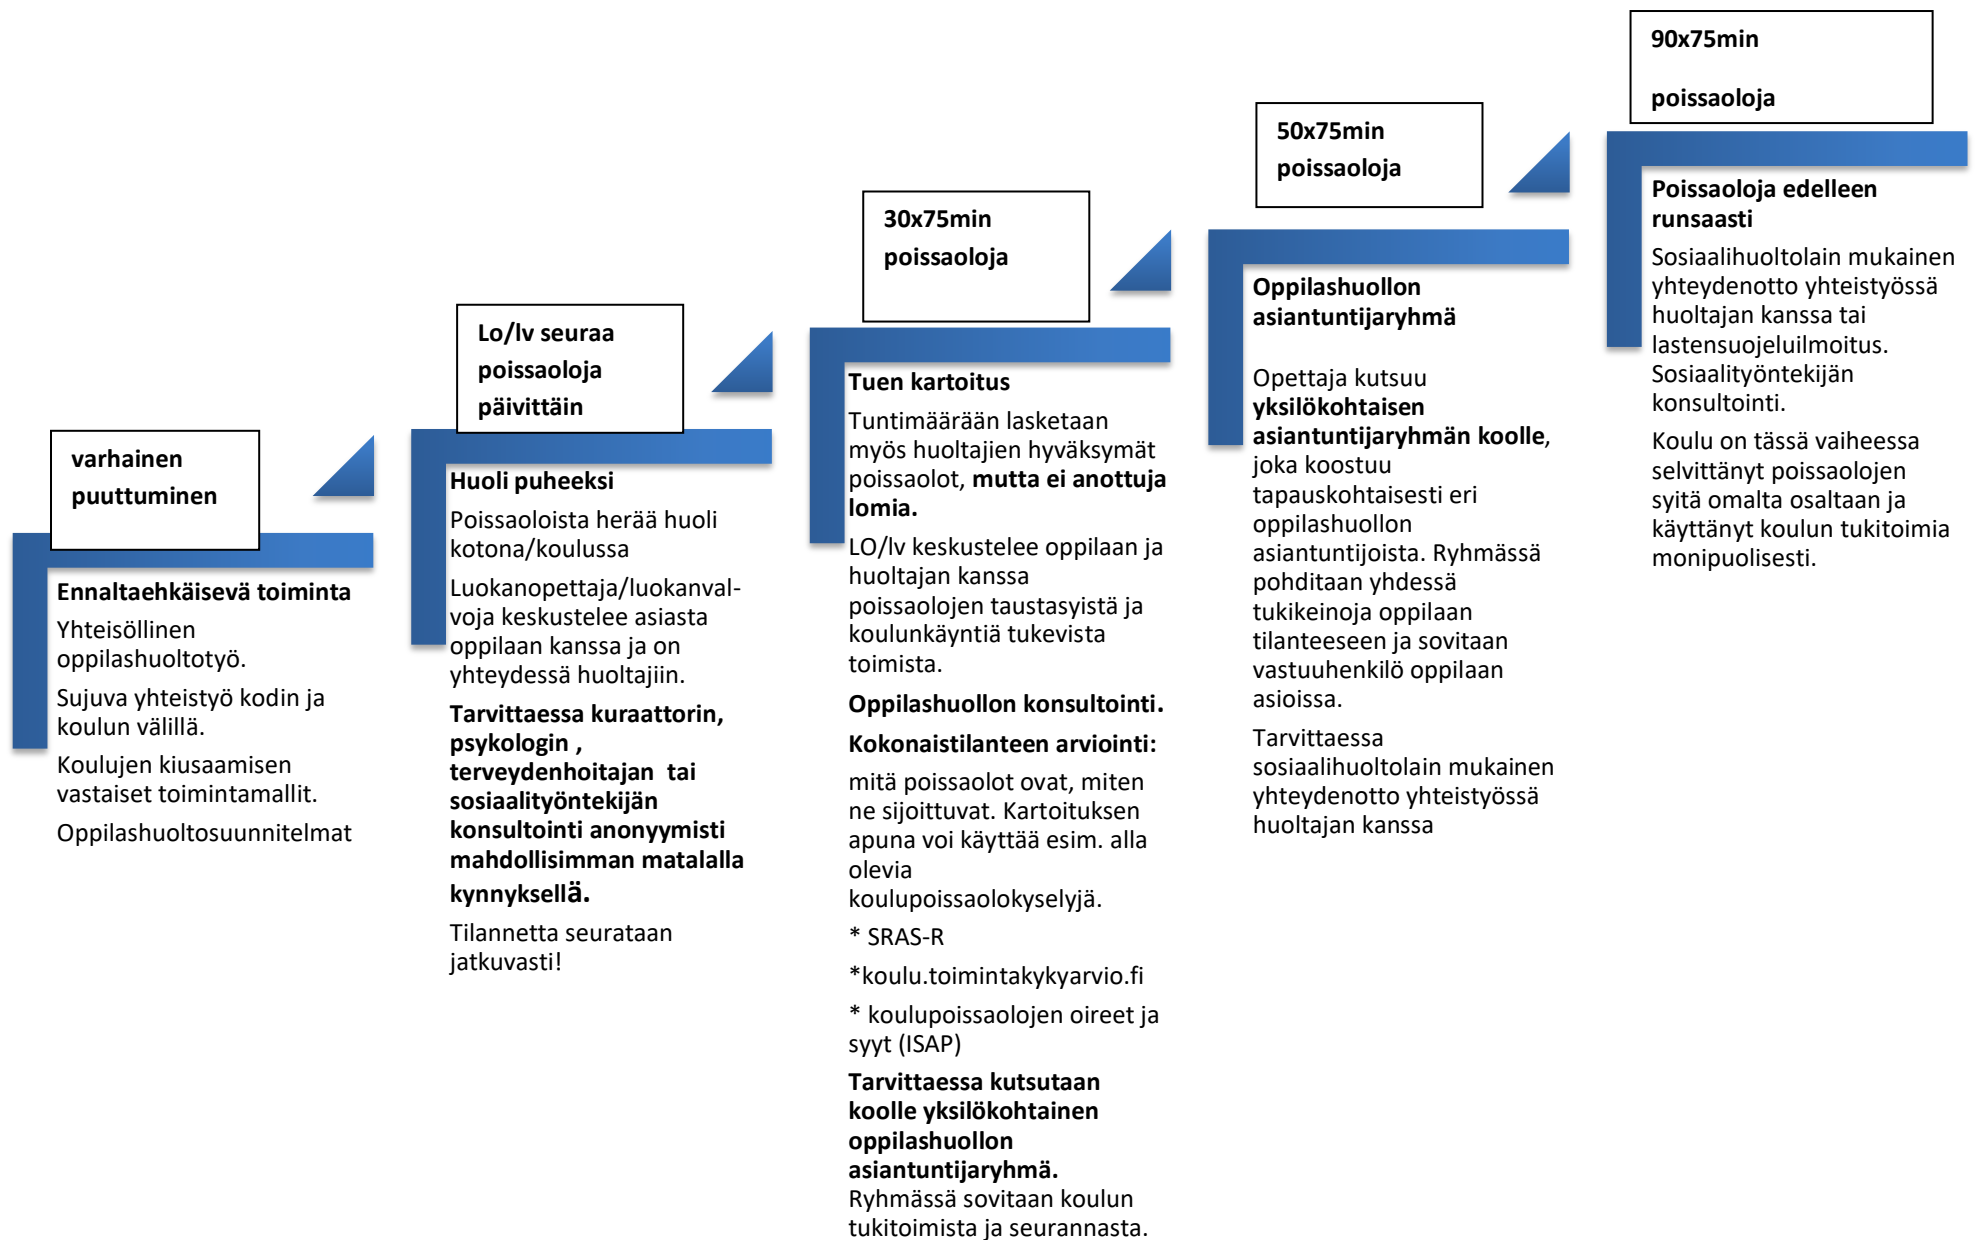 varhainen
puuttuminen
Ennaltaehkäisevä toiminta
Yhteisöllinen
oppilashuoltotyö.
Sujuva yhteistyö kodin ja
koulun välillä.
Koulujen kiusaamisen
vastaiset toimintamallit.
Oppilashuoltosuunnitelmat
Lo/lv seuraa
poissaoloja
päivittäin
Huoli puheeksi
Poissaoloista herää huoli
kotona/koulussa
Luokanopettaja/luokanval-
voja keskustelee asiasta
oppilaan kanssa ja on
yhteydessä huoltajiin.
Tarvittaessa kuraattorin,
psykologin ,
terveydenhoitajan  tai
sosiaalityöntekijän
konsultointi anonyymisti
mahdollisimman matalalla
kynnyksellä.
Tilannetta seurataan
jatkuvasti!
30x75min
poissaoloja
Tuen kartoitus
Tuntimäärään lasketaan
myös huoltajien hyväksymät
poissaolot, mutta ei anottuja
lomia.
LO/lv keskustelee oppilaan ja
huoltajan kanssa
poissaolojen taustasyistä ja
koulunkäyntiä tukevista
toimista.
Oppilashuollon konsultointi.
Kokonaistilanteen arviointi:
mitä poissaolot ovat, miten
ne sijoittuvat. Kartoituksen
apuna voi käyttää esim. alla
olevia
koulupoissaolokyselyjä.
* SRAS-R
*koulu.toimintakykyarvio.fi
* koulupoissaolojen oireet ja
syyt (ISAP)
Tarvittaessa kutsutaan
koolle yksilökohtainen
oppilashuollon
asiantuntijaryhmä.
Ryhmässä sovitaan koulun
tukitoimista ja seurannasta.
50x75min
poissaoloja
Oppilashuollon
asiantuntijaryhmä
Opettaja kutsuu
yksilökohtaisen
asiantuntijaryhmän koolle,
joka koostuu
tapauskohtaisesti eri
oppilashuollon
asiantuntijoista. Ryhmässä
pohditaan yhdessä
tukikeinoja oppilaan
tilanteeseen ja sovitaan
vastuuhenkilö oppilaan
asioissa.
Tarvittaessa
sosiaalihuoltolain mukainen
yhteydenotto yhteistyössä
huoltajan kanssa
90x75min
poissaoloja
Poissaoloja edelleen
runsaasti
Sosiaalihuoltolain mukainen
yhteydenotto yhteistyössä
huoltajan kanssa tai
lastensuojeluilmoitus.
Sosiaalityöntekijän
konsultointi.
Koulu on tässä vaiheessa
selvittänyt poissaolojen
syitä omalta osaltaan ja
käyttänyt koulun tukitoimia
monipuolisesti.